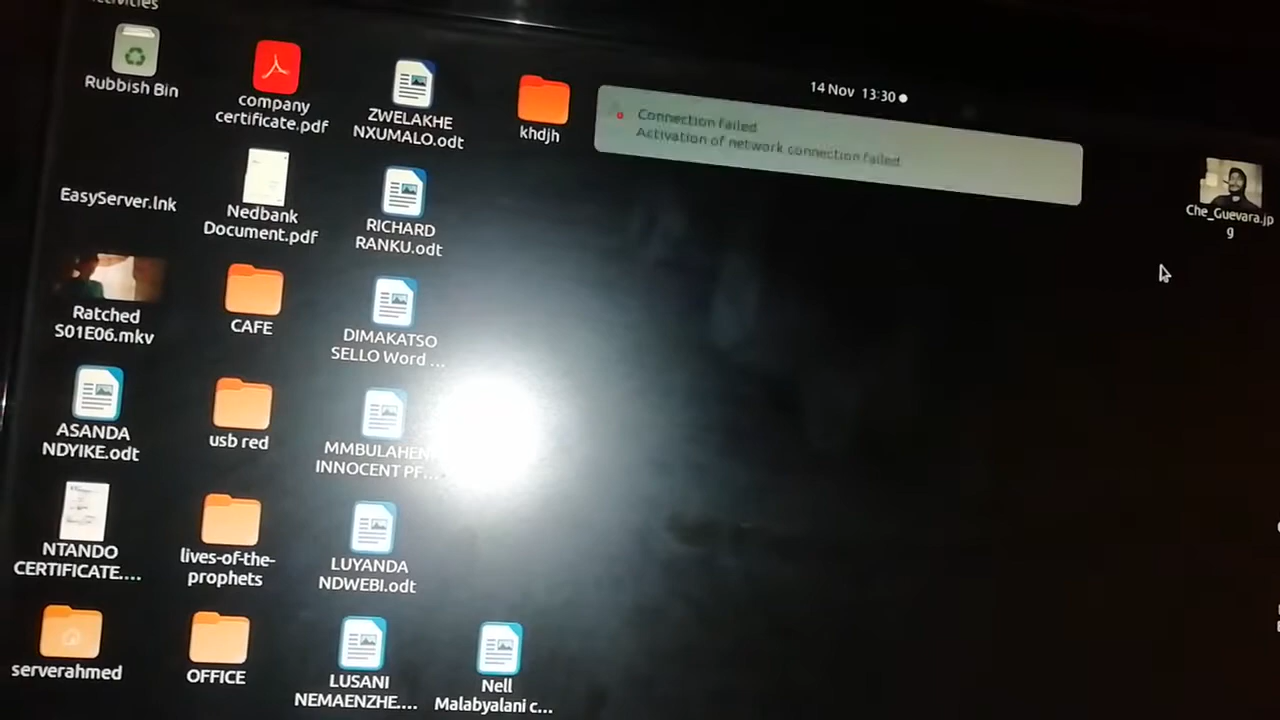 14 Nov 13:30
Connection failed
Activation of network connection failed
Rubbish Bin
EasyServer.lnk
Ratched
S01E06.mkv
ASANDA
NDYIKE.odt
NTANDO
CERTIFICATE....
serverahmed
company
certificate.pdf
Nedbank
Document.pdf
CAFE
usb red
lives-of-the-
prophets
OFFICE
ZWELAKHE
NXUMALO.odt
RICHARD
RANKU.odt
DIMAKATSO
SELLO Word ...
MMBULAHEN
INNOCENT PF...
LUYANDA
NDWEBI.odt
LUSANI
NEMAENZHE....
khdjh
Nell
Malabyalani c...
Che_Guevara.jp
g